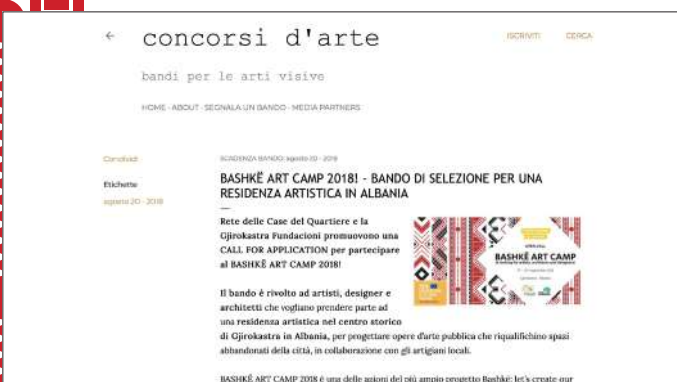 ← concorsi d'arte ISCRIVITI CERCA
bandi per le arti visive
HOME · ABOUT · SEGNALA UN BANDO · MEDIA PARTNERS
Condividi
Etichette
agosto 20 - 2018
SCADENZA BANDO: agosto 20 - 2018
BASHKË ART CAMP 2018! - BANDO DI SELEZIONE PER UNA
RESIDENZA ARTISTICA IN ALBANIA
Rete delle Case del Quartiere e la
Gjirokastra Fundacioni promuovono una
CALL FOR APPLICATION per partecipare
al BASHKË ART CAMP 2018!
BASHKË ART CAMP
Il bando è rivolto ad artisti, designer e
architetti che vogliano prendere parte ad
una residenza artistica nel centro storico
di Gjirokastra in Albania, per progettare opere d'arte pubblica che riqualifichino spazi
abbandonati della città, in collaborazione con gli artigiani locali.
BASHKË ART CAMP 2018 è una delle azioni del più ampio progetto Bashkë: let's create our